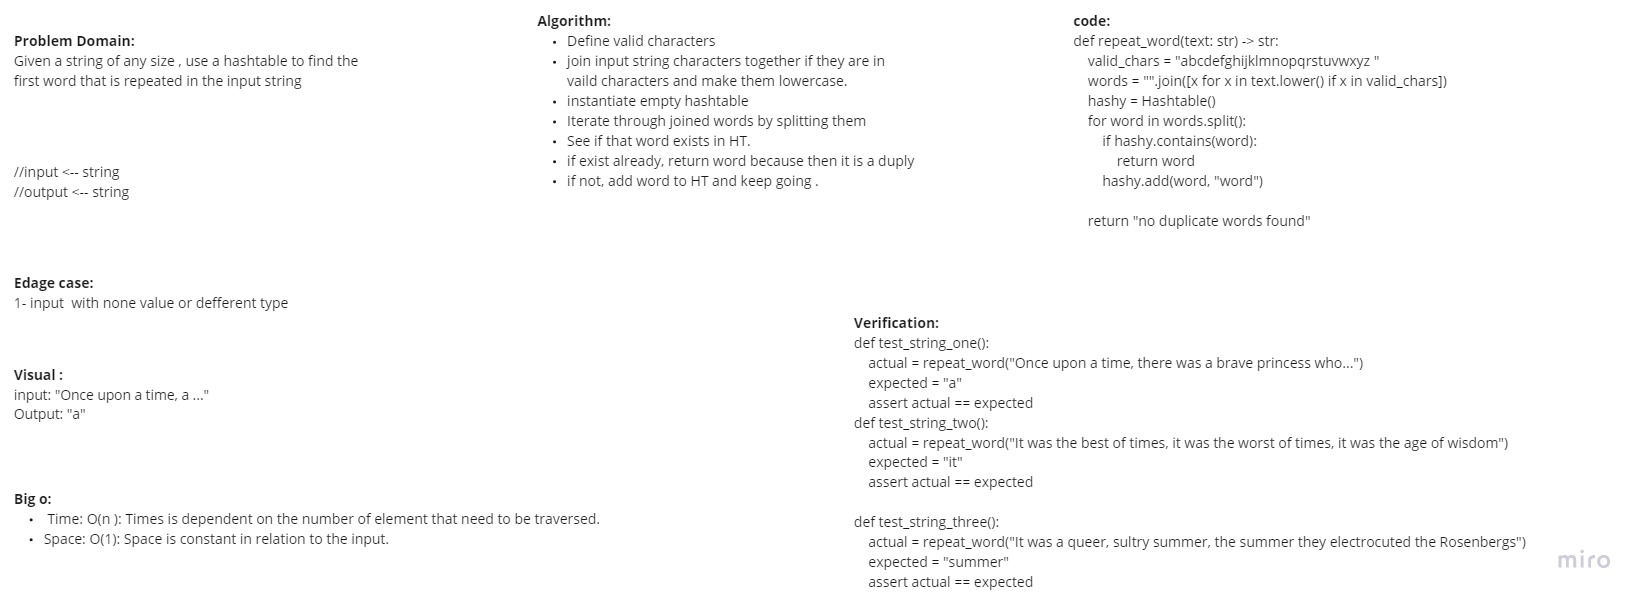 Problem Domain:
Given a string of any size , use a hashtable to find the
first word that is repeated in the input string
//input <-- string
//output <-- string
Edage case:
1- input  with none value or defferent type
Visual :
input: "Once upon a time, a ..."
Output: "a"
Big o:
• Time: O(n ): Times is dependent on the number of element that need to be traversed.
• Space: O(1): Space is constant in relation to the input.
Algorithm:
• Define valid characters
• join input string characters together if they are in
vaild characters and make them lowercase.
• instantiate empty hashtable
• Iterate through joined words by splitting them
• See if that word exists in HT.
• if exist already, return word because then it is a duply
• if not, add word to HT and keep going .
code:
def repeat_word(text: str) -> str:
    valid_chars = "abcdefghijklmnopqrstuvwxyz "
    words = "".join([x for x in text.lower() if x in valid_chars])
    hashy = Hashtable()
    for word in words.split():
        if hashy.contains(word):
            return word
        hashy.add(word, "word")
    return "no duplicate words found"
Verification:
def test_string_one():
    actual = repeat_word("Once upon a time, there was a brave princess who...")
    expected = "a"
    assert actual == expected
def test_string_two():
    actual = repeat_word("It was the best of times, it was the worst of times, it was the age of wisdom")
    expected = "it"
    assert actual == expected
def test_string_three():
    actual = repeat_word("It was a queer, sultry summer, the summer they electrocuted the Rosenbergs")
    expected = "summer"
    assert actual == expected
miro